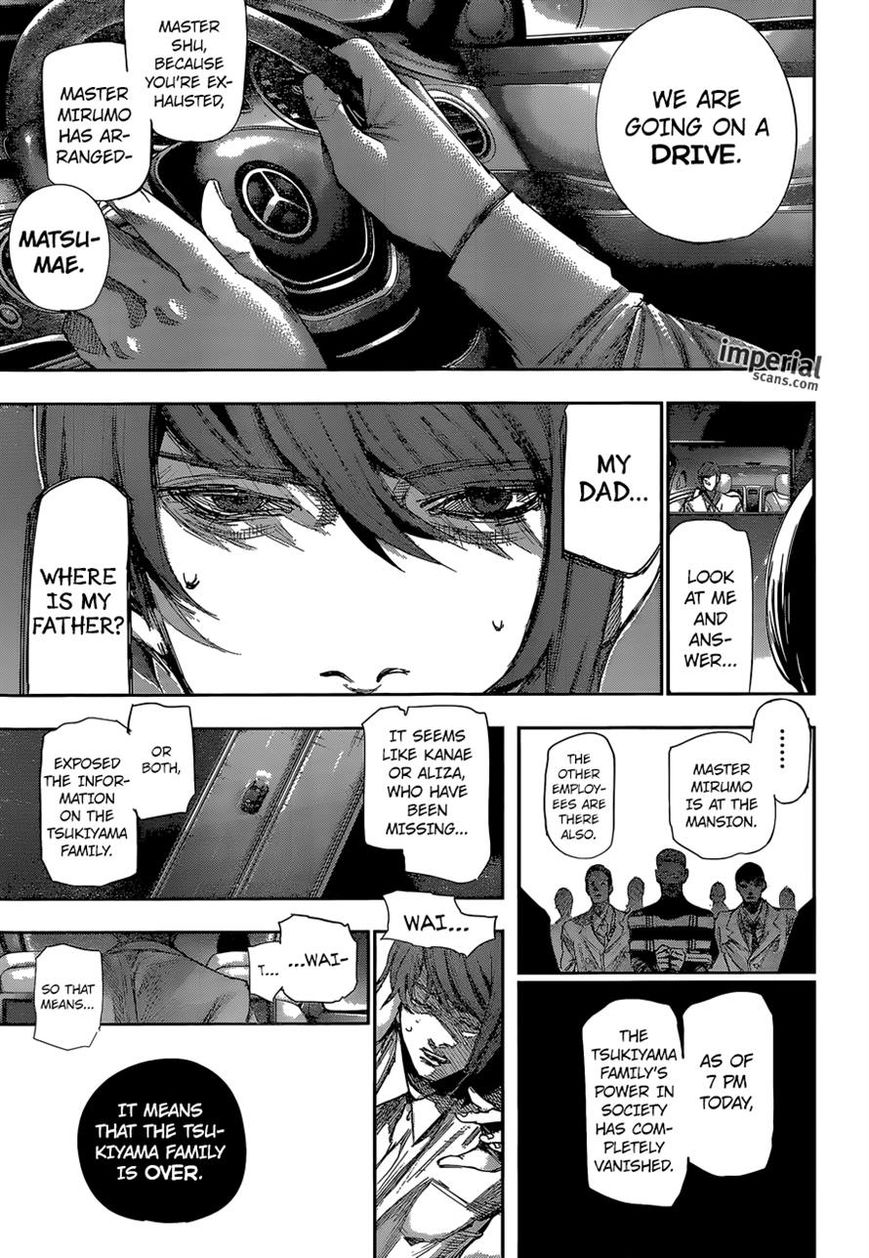 WE ARE
GOING ON A
DRIVE.
MASTER
SHU,
BECAUSE
YOU'RE EX-
HAUSTED,
MASTER
MIRUMO
HAS AR-
RANGED-
MATSU-
MAE.
imperial
scans.com
LOOK
AT ME
AND
ANS-
WER...
MY
DAD...
WHERE
IS MY
FATHER?
......
MASTER
MIRUMO
IS AT THE
MANSION.
THE
OTHER
EMPLOY-
EES ARE
THERE
ALSO.
AS OF
7 PM
TODAY,
THE
TSUKIYAMA
FAMILY'S
POWER IN
SOCIETY
HAS COM-
PLETELY
VANISHED.
IT SEEMS
LIKE KANAE
OR ALIZA,
WHO HAVE
BEEN
MISSING...
OR
BOTH,
EXPOSED
THE INFOR-
MATION
ON THE
TSUKIYAMA
FAMILY.
WAI...
...WAI-
T...
SO THAT
MEANS...
IT MEANS
THAT THE TSU-
KIYAMA FAMILY
IS OVER.